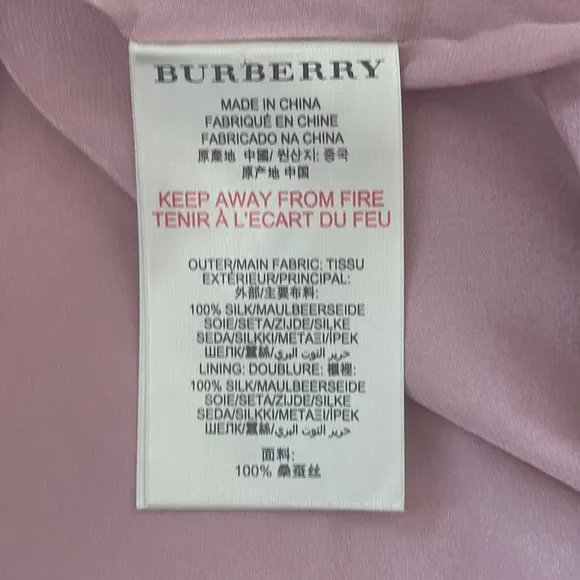 BURBERRY
MADE IN CHINA
FABRIQUÉ EN CHINE
FABRICADO NA CHINA
原產地 中國/ 원산지: 중국
原产地 中国
KEEP AWAY FROM FIRE
TENIR À L'ECART DU FEU
OUTER/MAIN FABRIC: TISSU
EXTÉRIEUR/PRINCIPAL:
外部/主要布料:
100% SILK/MAULBEERSEIDE
SOIE/SETA/ZIJDE/SILKE
SEDA/SILKKI/ΜΕΤΑΞΙ/İPEK
ШЕЛК/蠶絲/حرير التوت البري
LINING: DOUBLURE: 襯裡:
100% SILK/MAULBEERSEIDE
SOIE/SETA/ZIJDE/SILKE
SEDA/SILKKI/ΜΕΤΑΞΙ/İPEK
ШЕЛК/蠶絲/حرير التوت البري
面料:
100% 桑蚕丝